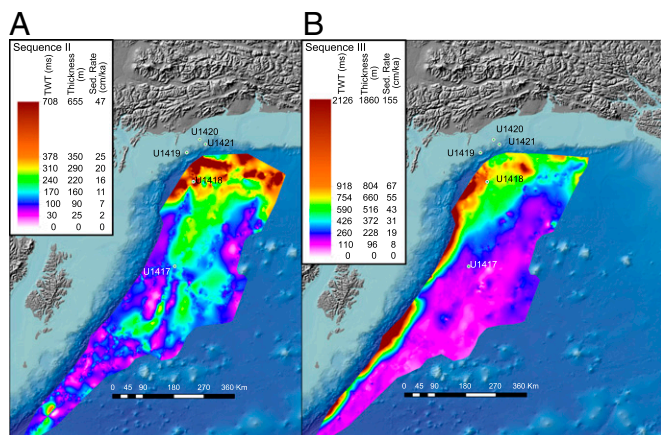 A
Sequence II
TWT (ms) Thickness (m) Sed. Rate (cm/ka)
708 655 47
378 350 25
310 290 20
240 220 16
170 160 11
100 90 7
30 25 2
0 0 0
U1420
U1421
U1419
U1418
U1417
0 45 90 180 270 360 Km
B
Sequence III
TWT (ms) Thickness (m) Sed. Rate (cm/ka)
2126 1860 155
918 804 67
754 660 55
590 516 43
426 372 31
260 228 19
110 96 8
0 0 0
U1420
U1421
U1419
U1418
U1417
0 45 90 180 270 360 Km